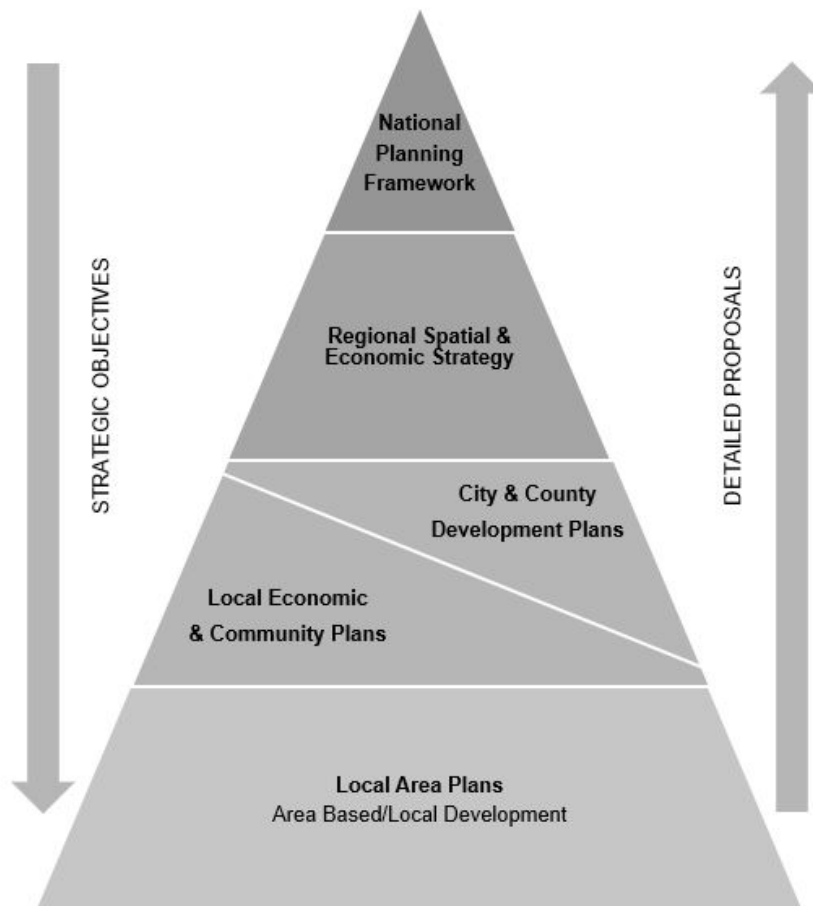 National
Planning
Framework
STRATEGIC OBJECTIVES
DETAILED PROPOSALS
Regional Spatial &
Economic Strategy
City & County
Development Plans
Local Economic
& Community Plans
Local Area Plans
Area Based/Local Development